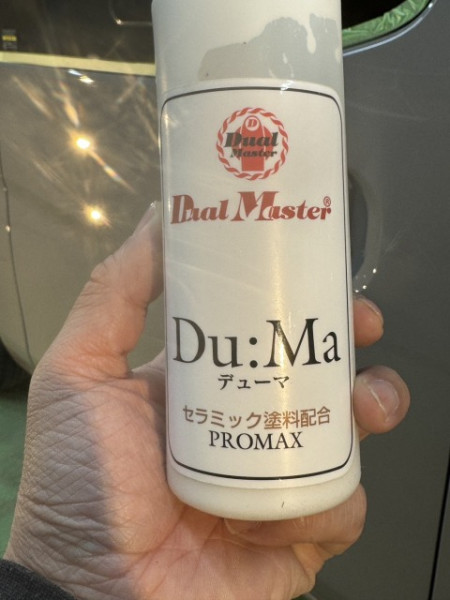 D
Dual
Master
Dual Master®
Du:Ma
デューマ
セラミック塗料配合
PROMAX